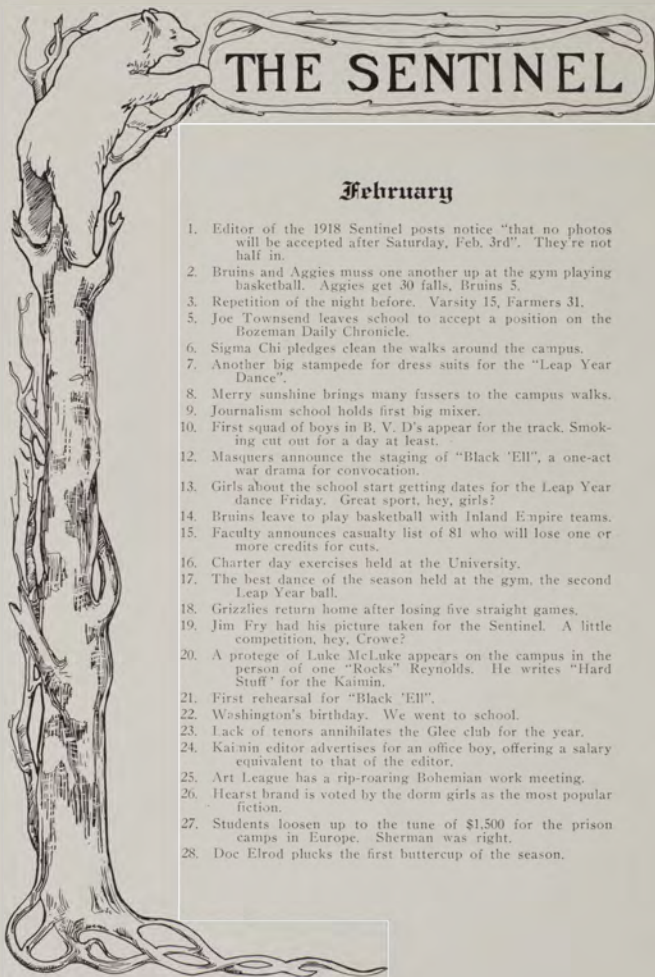 THE SENTINEL
February
1. Editor of the 1918 Sentinel posts notice "that no photos
will be accepted after Saturday, Feb. 3rd". They're not
half in.
2. Bruins and Aggies muss one another up at the gym playing
basketball. Aggies get 30 falls, Bruins 5.
3. Repetition of the night before. Varsity 15, Farmers 31.
5. Joe Townsend leaves school to accept a position on the
Bozeman Daily Chronicle.
6. Sigma Chi pledges clean the walks around the campus.
7. Another big stampede for dress suits for the "Leap Year
Dance".
8. Merry sunshine brings many fussers to the campus walks.
9. Journalism school holds first big mixer.
10. First squad of boys in B. V. D's appear for the track. Smok-
ing cut out for a day at least.
12. Masquers announce the staging of "Black 'Ell", a one-act
war drama for convocation.
13. Girls about the school start getting dates for the Leap Year
dance Friday. Great sport, hey, girls?
14. Bruins leave to play basketball with Inland Empire teams.
15. Faculty announces casualty list of 81 who will lose one or
more credits for cuts.
16. Charter day exercises held at the University.
17. The best dance of the season held at the gym, the second
Leap Year ball.
18. Grizzlies return home after losing five straight games.
19. Jim Fry had his picture taken for the Sentinel. A little
competition, hey, Crowe?
20. A protege of Luke McLuke appears on the campus in the
person of one "Rocks" Reynolds. He writes "Hard
Stuff' for the Kaimin.
21. First rehearsal for "Black 'Ell".
22. Washington's birthday. We went to school.
23. Lack of tenors annihilates the Glee club for the year.
24. Kaimin editor advertises for an office boy, offering a salary
equivalent to that of the editor.
25. Art League has a rip-roaring Bohemian work meeting.
26. Hearst brand is voted by the dorm girls as the most popular
fiction.
27. Students loosen up to the tune of $1,500 for the prison
camps in Europe. Sherman was right.
28. Doc Elrod plucks the first buttercup of the season.